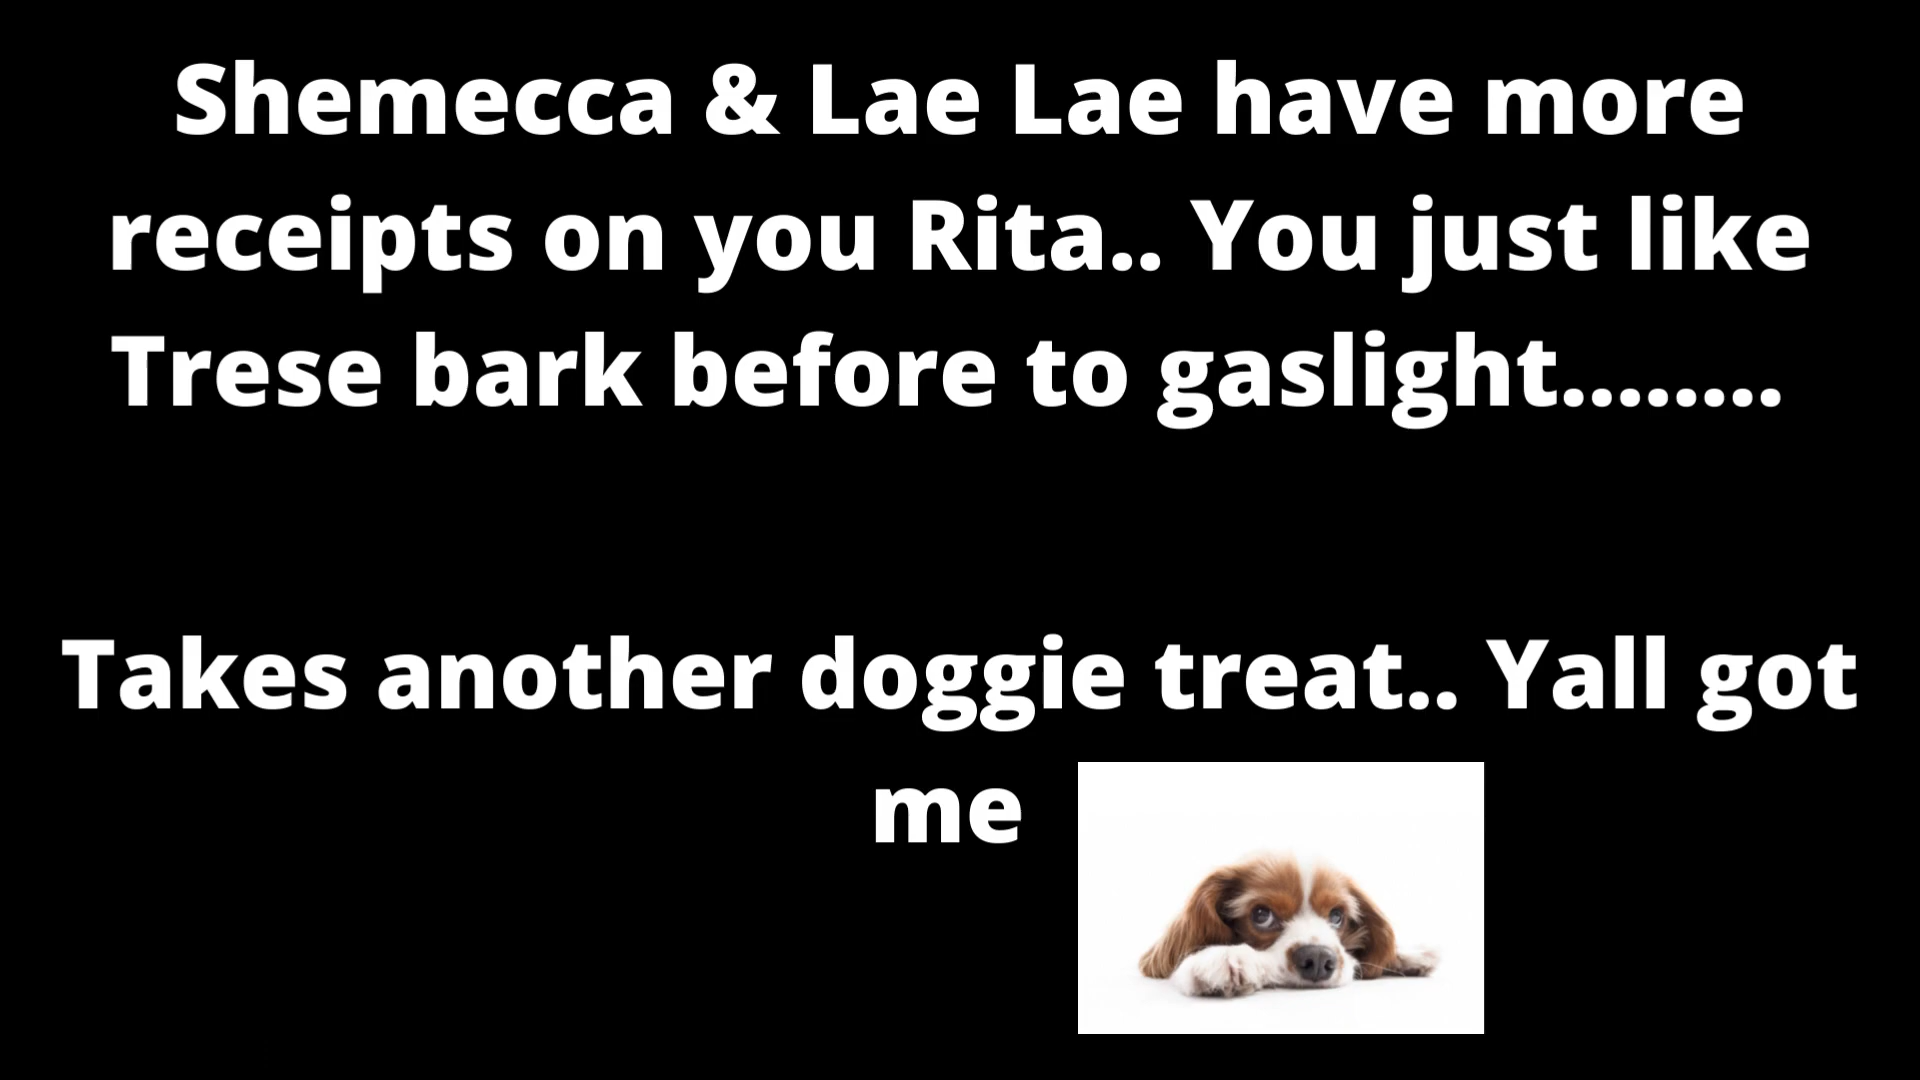 Shemecca & Lae Lae have more
receipts on you Rita.. You just like
Trese bark before to gaslight........
Takes another doggie treat.. Yall got
me